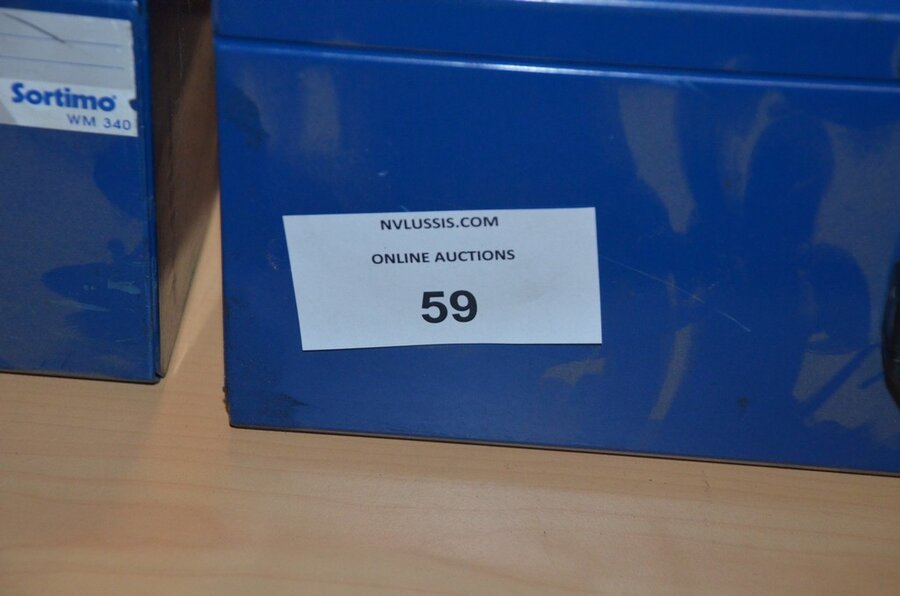 Sortimo
WM 340
NVLUSSIS.COM
ONLINE AUCTIONS
59